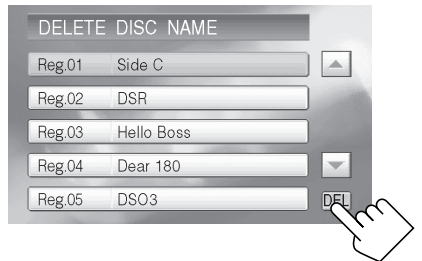 DELETE DISC NAME
Reg.01 Side C
Reg.02 DSR
Reg.03 Hello Boss
Reg.04 Dear 180
Reg.05 DSO3
DEL